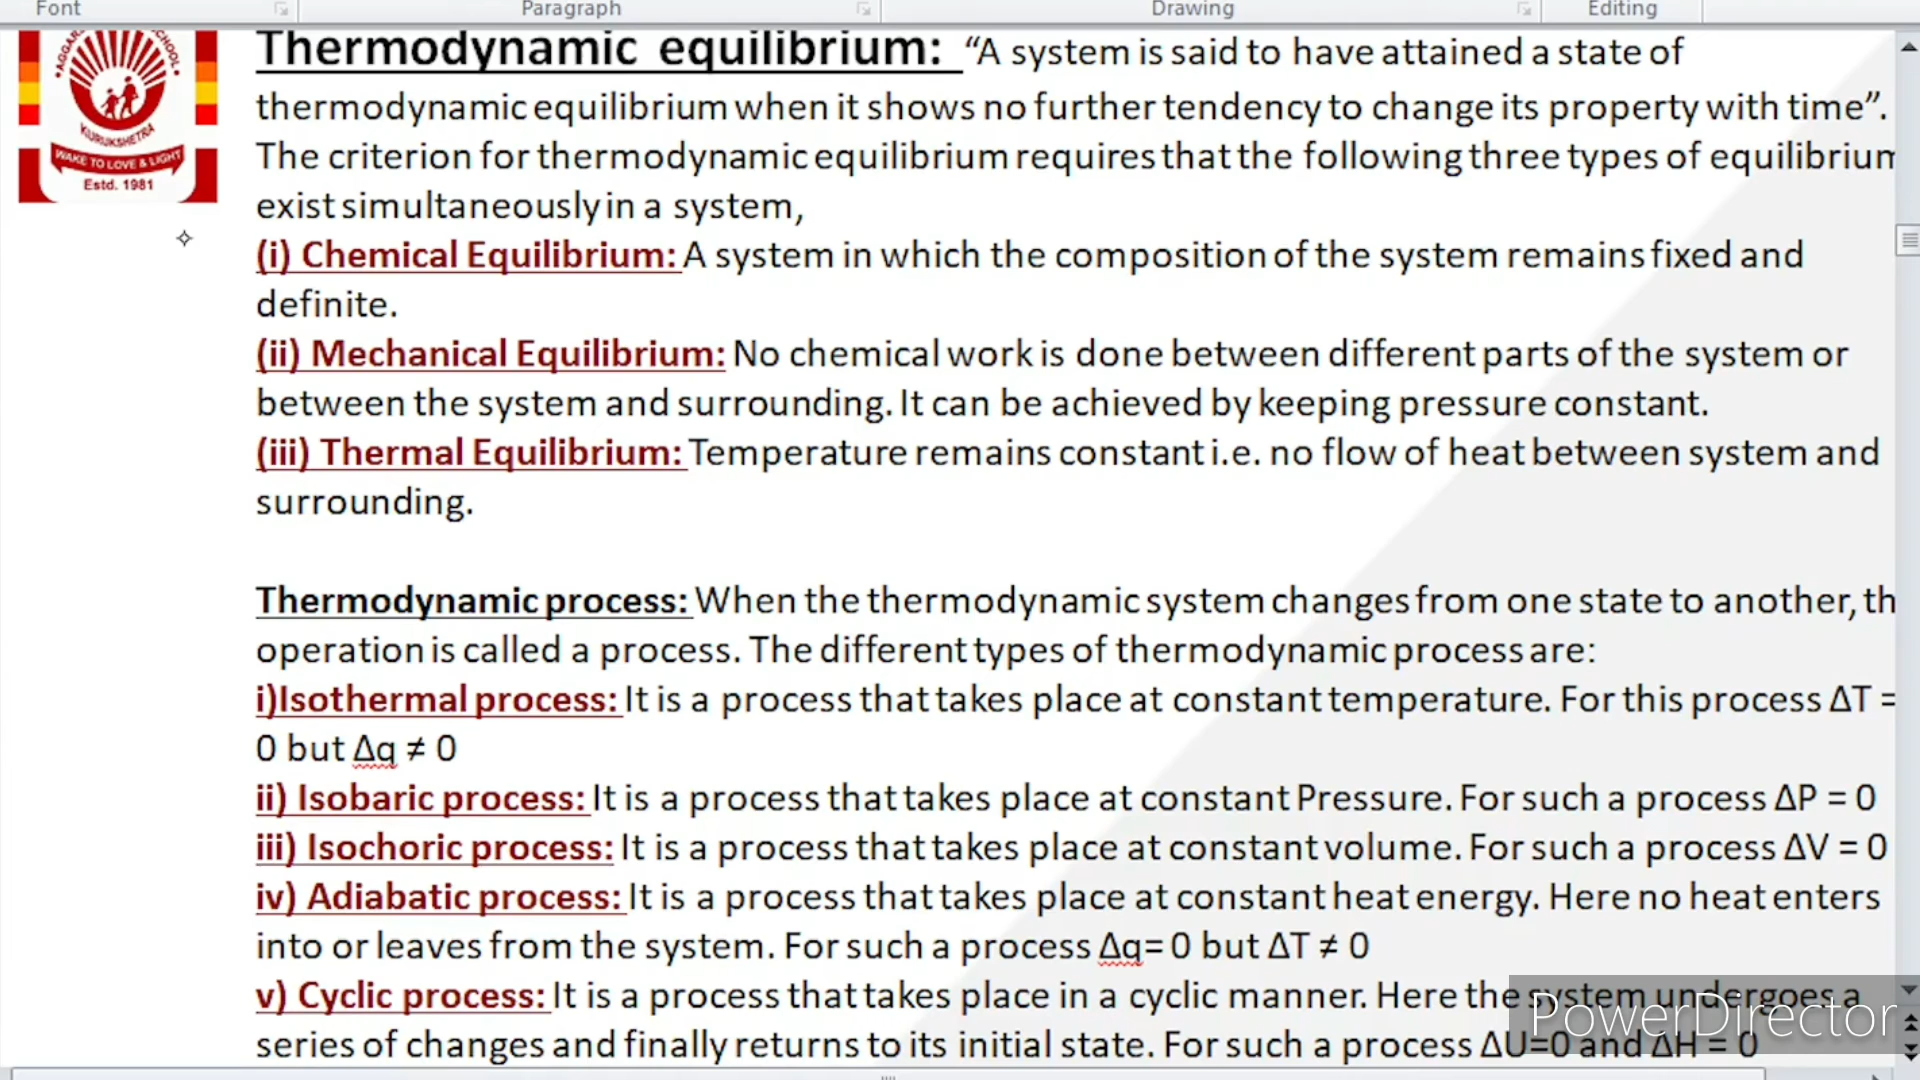 Font Paragraph Drawing Editing
SCHOOL
KURUKSHETRA
WAKE TO LOVE & LIGHT
Estd. 1981
Thermodynamic equilibrium: “A system is said to have attained a state of
thermodynamic equilibrium when it shows no further tendency to change its property with time”.
The criterion for thermodynamic equilibrium requires that the following three types of equilibrium
exist simultaneously in a system,
(i) Chemical Equilibrium: A system in which the composition of the system remains fixed and
definite.
(ii) Mechanical Equilibrium: No chemical work is done between different parts of the system or
between the system and surrounding. It can be achieved by keeping pressure constant.
(iii) Thermal Equilibrium: Temperature remains constant i.e. no flow of heat between system and
surrounding.
Thermodynamic process: When the thermodynamic system changes from one state to another, th
operation is called a process. The different types of thermodynamic process are:
i)Isothermal process: It is a process that takes place at constant temperature. For this process ΔT =
0 but Δq ≠ 0
ii) Isobaric process: It is a process that takes place at constant Pressure. For such a process ΔP = 0
iii) Isochoric process: It is a process that takes place at constant volume. For such a process ΔV = 0
iv) Adiabatic process: It is a process that takes place at constant heat energy. Here no heat enters
into or leaves from the system. For such a process Δq= 0 but ΔT ≠ 0
v) Cyclic process: It is a process that takes place in a cyclic manner. Here the system undergoes a
series of changes and finally returns to its initial state. For such a process ΔU=0 and ΔH = 0
PowerDirector